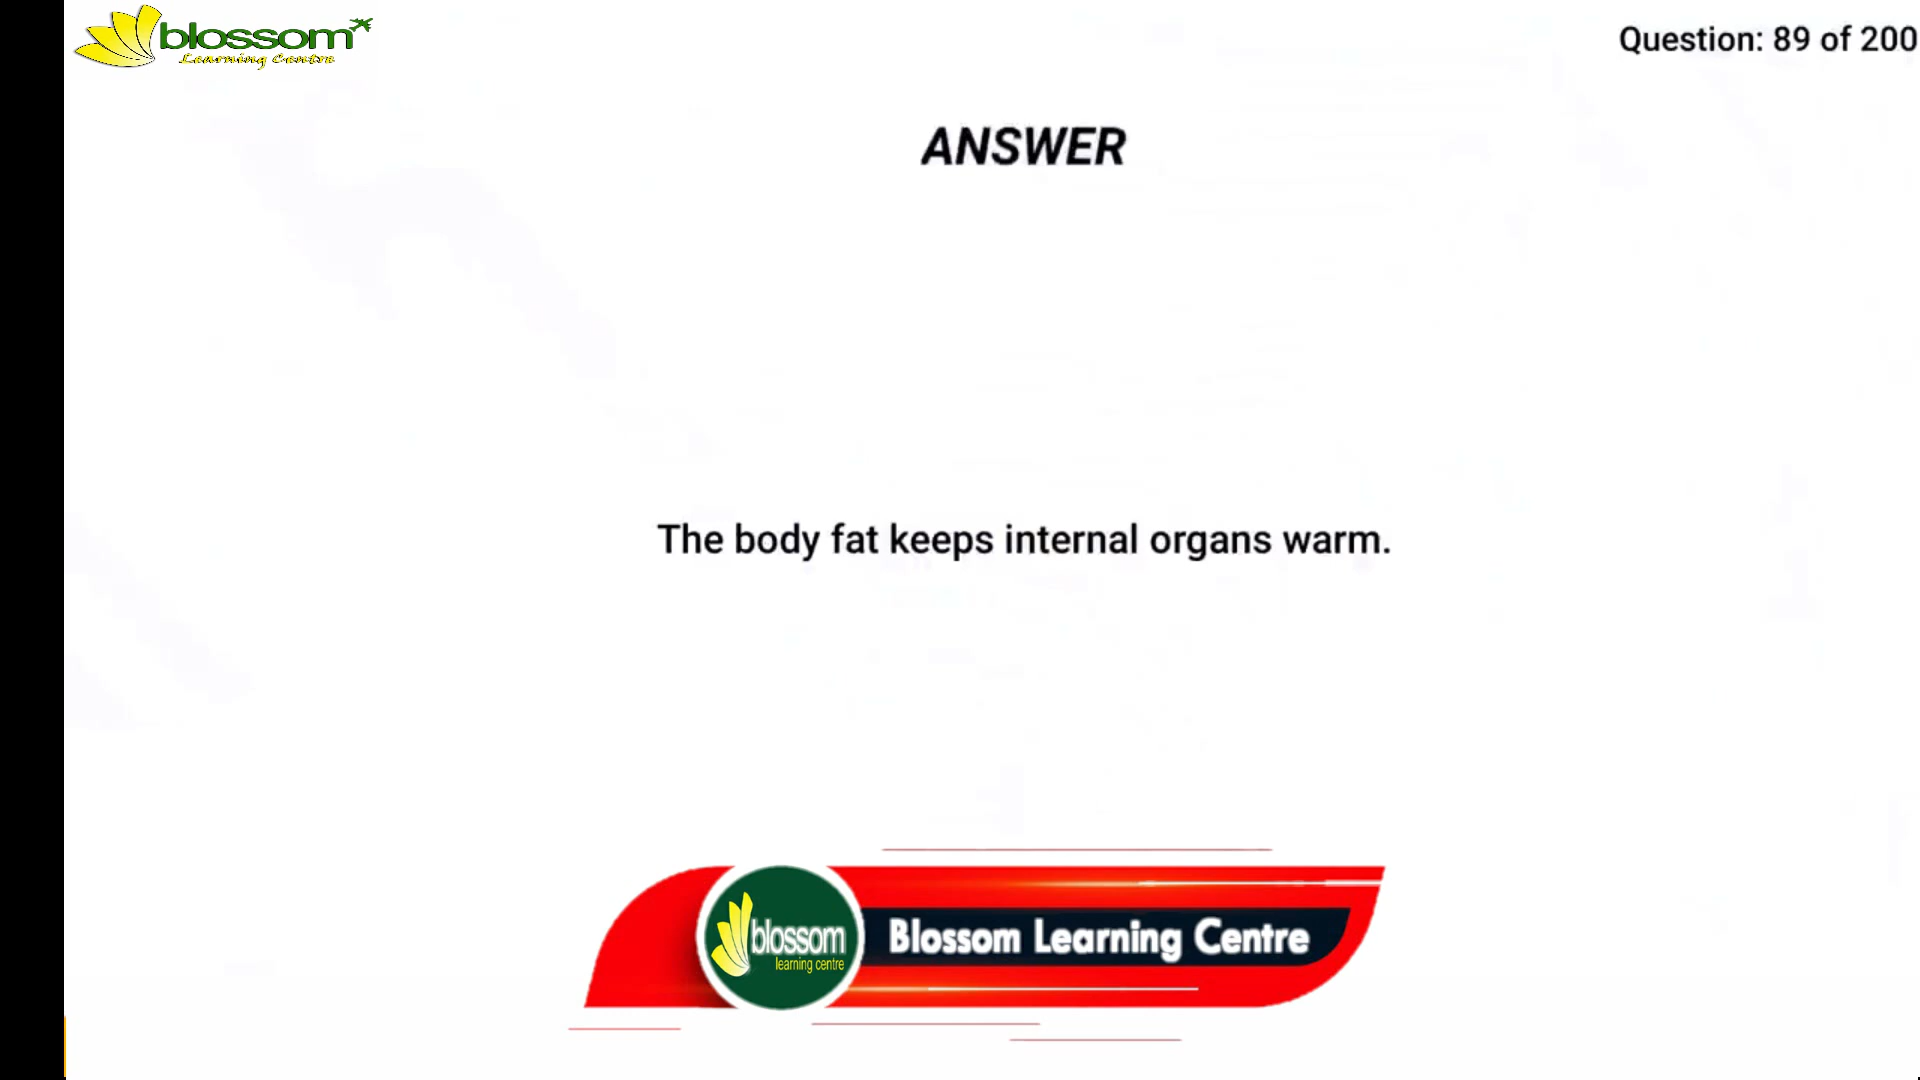 blossom
Learning Centre
Question: 89 of 200
ANSWER
The body fat keeps internal organs warm.
blossom
learning centre
Blossom Learning Centre